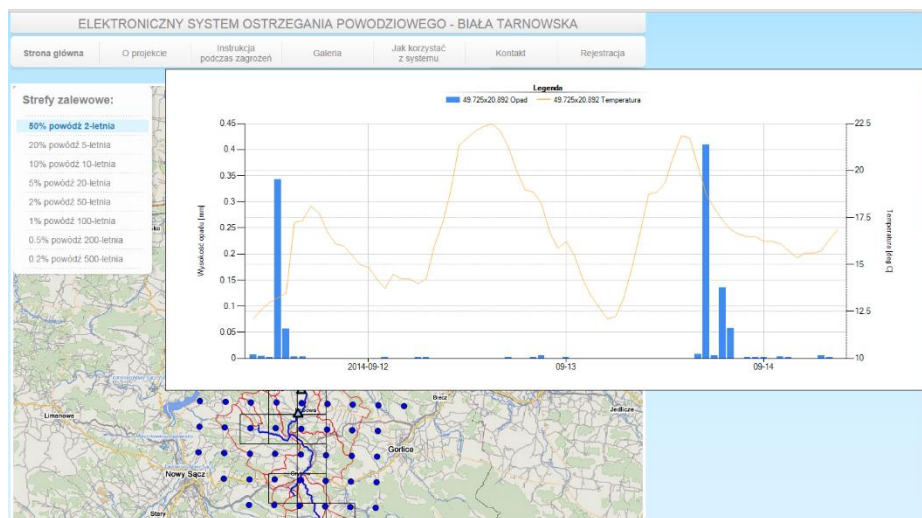 ELEKTRONICZNY SYSTEM OSTRZEGANIA POWODZIOWEGO - BIAŁA TARNOWSKA
Strona główna
O projekcie
Instrukcja
podczas zagrożeń
Galeria
Jak korzystać
z systemu
Kontakt
Rejestracja
Strefy zalewowe:
50% powódź 2-letnia
20% powódź 5-letnia
10% powódź 10-letnia
5% powódź 20-letnia
2% powódź 50-letnia
1% powódź 100-letnia
0.5% powódź 200-letnia
0.2% powódź 500-letnia
Legenda
49.725x20.892 Opad
49.725x20.892 Temperatura
Wysokość opadu [mm]
0.45
0.4
0.35
0.3
0.25
0.2
0.15
0.1
0.05
0
22.5
20
17.5
15
12.5
10
Temperatura [deg C]
2014-09-12
09-13
09-14
Limanowa
Biecz
Jedlicze
Gorlice
Nowy Sącz
Stary